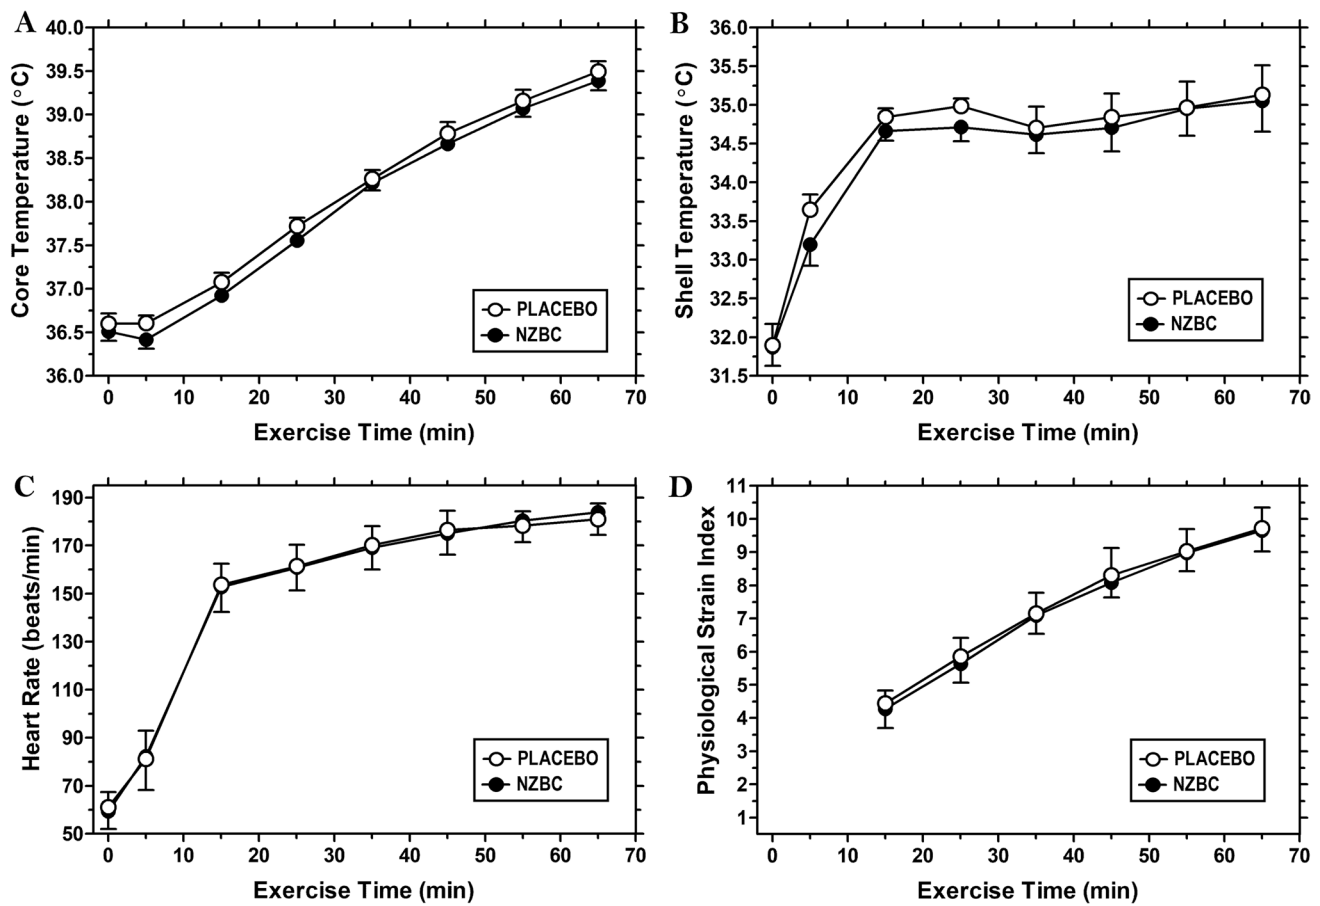 A
Core Temperature (°C)
40.0
39.5
39.0
38.5
38.0
37.5
37.0
36.5
36.0
PLACEBO
NZBC
0 10 20 30 40 50 60 70
Exercise Time (min)
B
Shell Temperature (°C)
36.0
35.5
35.0
34.5
34.0
33.5
33.0
32.5
32.0
31.5
PLACEBO
NZBC
0 10 20 30 40 50 60 70
Exercise Time (min)
C
Heart Rate (beats/min)
190
170
150
130
110
90
70
50
PLACEBO
NZBC
0 10 20 30 40 50 60 70
Exercise Time (min)
D
Physiological Strain Index
11
10
9
8
7
6
5
4
3
2
1
PLACEBO
NZBC
0 10 20 30 40 50 60 70
Exercise Time (min)